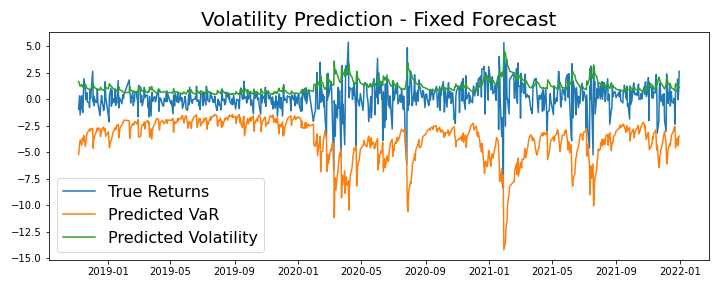 Volatility Prediction - Fixed Forecast
5.0
2.5
0.0
−2.5
−5.0
−7.5
−10.0
−12.5
−15.0
True Returns
Predicted VaR
Predicted Volatility
2019-01 2019-05 2019-09 2020-01 2020-05 2020-09 2021-01 2021-05 2021-09 2022-01